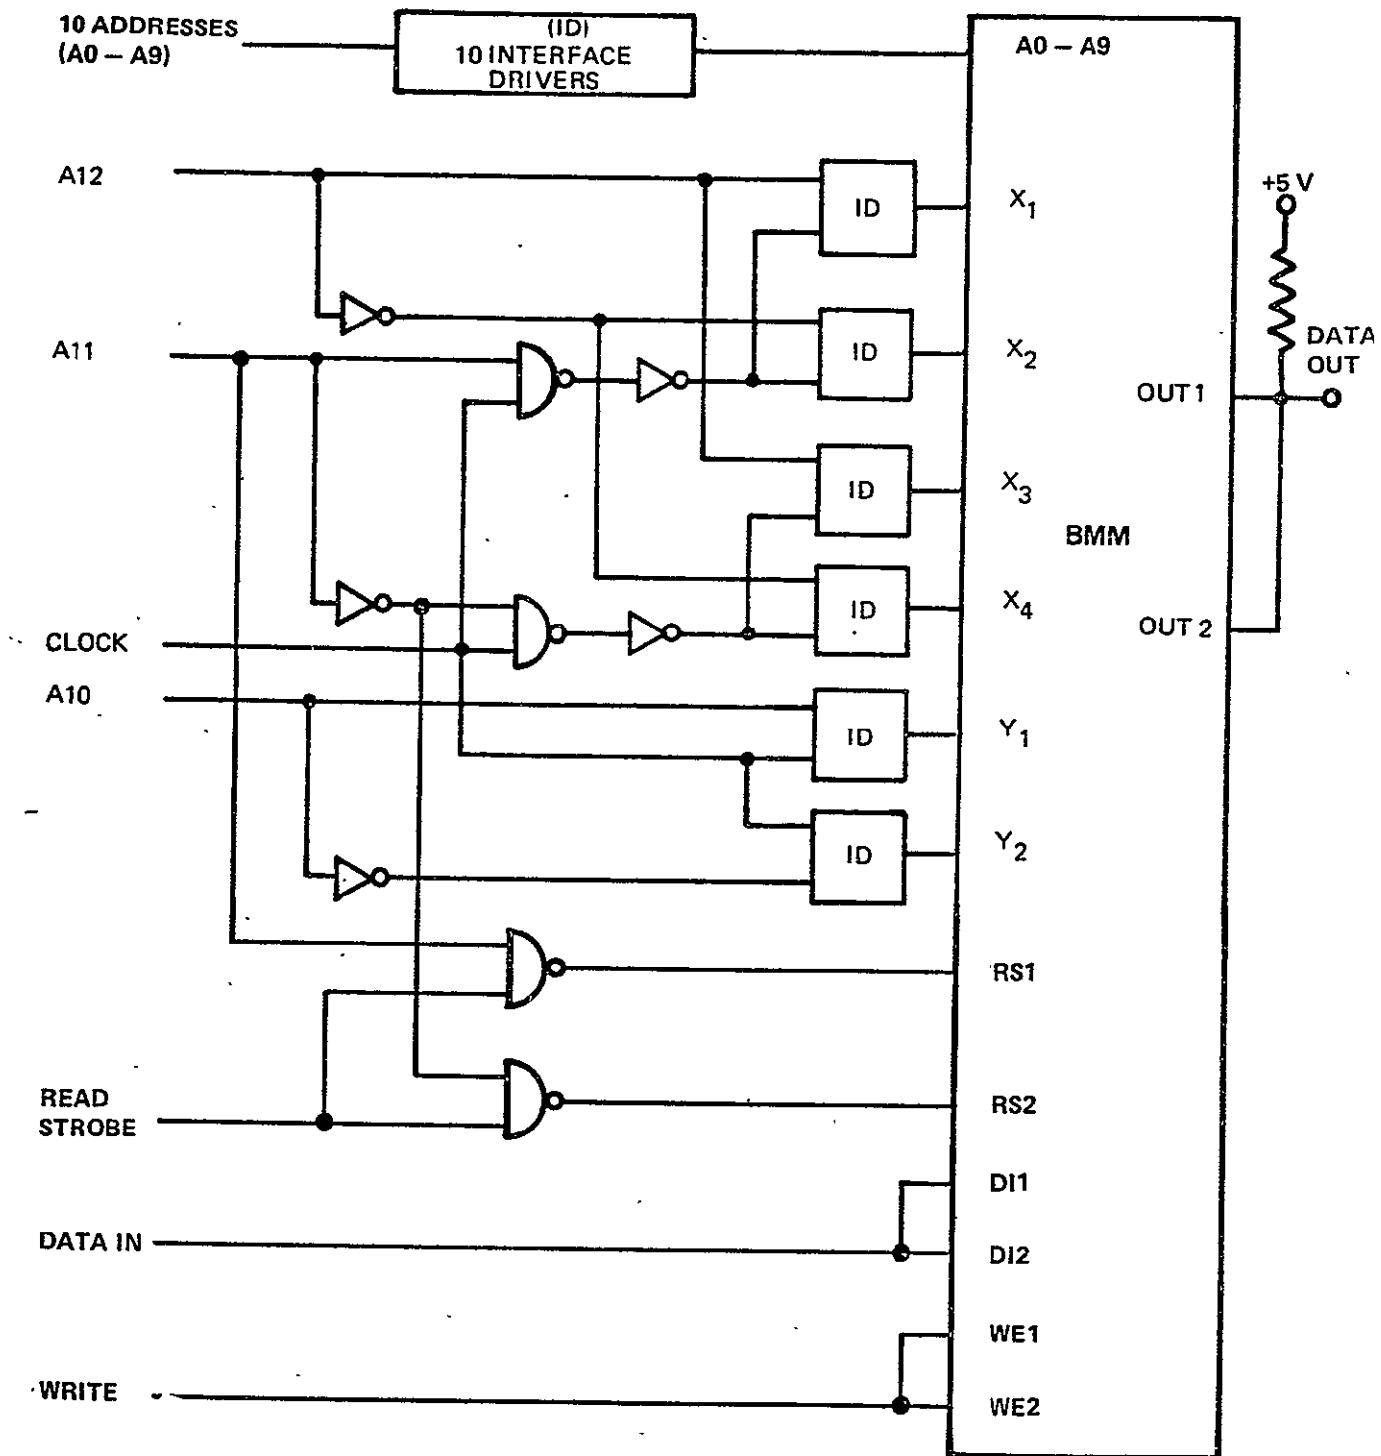 10 ADDRESSES
(A0 – A9)
(ID)
10 INTERFACE
DRIVERS
A0 – A9
A12
ID
X1
+5 V
ID
X2
A11
DATA
OUT
OUT 1
ID
X3
BMM
ID
X4
OUT 2
CLOCK
A10
ID
Y1
ID
Y2
RS1
READ
STROBE
RS2
DI1
DATA IN
DI2
WE1
WRITE
WE2